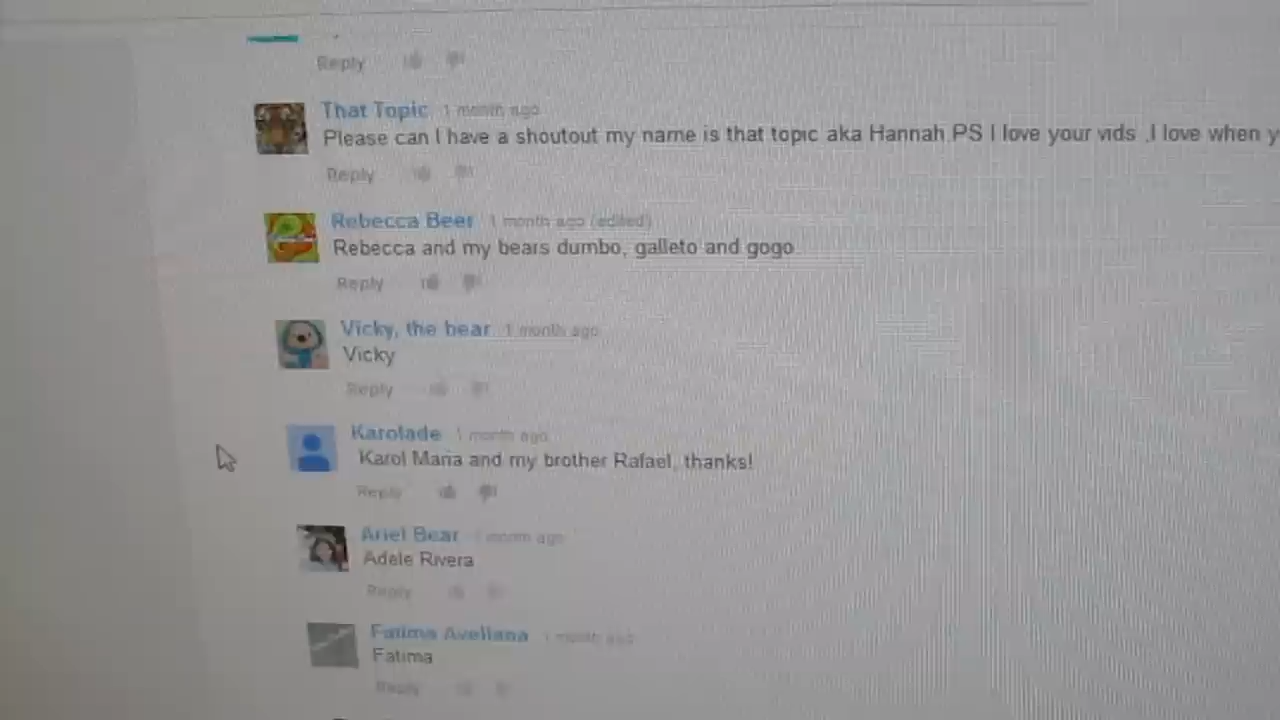 Reply
That Topic 1 month ago
Please can I have a shoutout my name is that topic aka Hannah.PS I love your vids ,I love when y
Reply
Rebecca Beer 1 month ago (edited)
Rebecca and my bears dumbo, galleto and gogo
Reply
Vicky, the bear 1 month ago
Vicky
Reply
Karolade 1 month ago
Karol Maria and my brother Rafael, thanks!
Reply
Ariel Bear 1 month ago
Adele Rivera
Reply
Fatima Avellana 1 month ago
Fatima
Reply